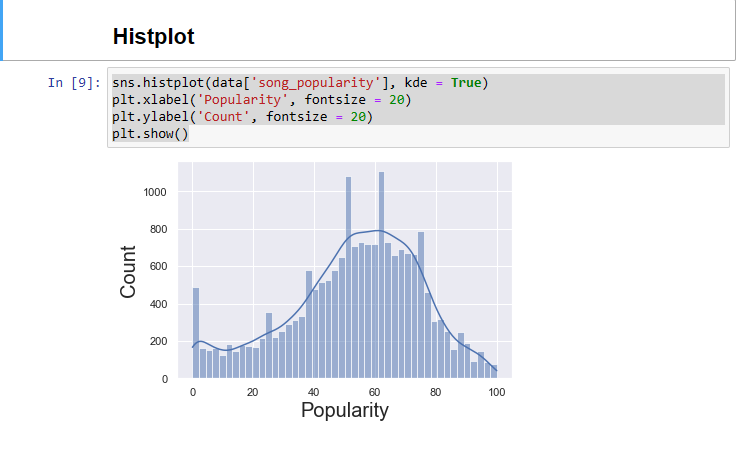 Histplot
In [9]:
sns.histplot(data['song_popularity'], kde = True)
plt.xlabel('Popularity', fontsize = 20)
plt.ylabel('Count', fontsize = 20)
plt.show()
1000
800
600
400
200
0
Count
0 20 40 60 80 100
Popularity